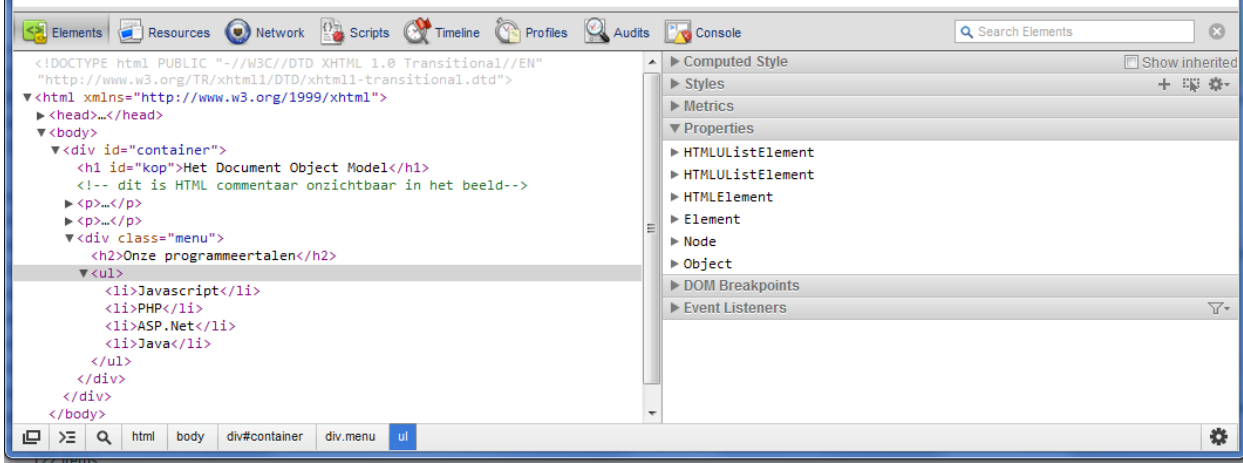 Elements Resources Network Scripts Timeline Profiles Audits Console Search Elements
<!DOCTYPE html PUBLIC "-//W3C//DTD XHTML 1.0 Transitional//EN"
"http://www.w3.org/TR/xhtml1/DTD/xhtml1-transitional.dtd">
<html xmlns="http://www.w3.org/1999/xhtml">
<head>…</head>
<body>
<div id="container">
<h1 id="kop">Het Document Object Model</h1>
<!-- dit is HTML commentaar onzichtbaar in het beeld-->
<p>…</p>
<p>…</p>
<div class="menu">
<h2>Onze programmeertalen</h2>
<ul>
<li>Javascript</li>
<li>PHP</li>
<li>ASP.Net</li>
<li>Java</li>
</ul>
</div>
</div>
</body>
Computed Style Show inherited
Styles
Metrics
Properties
HTMLUListElement
HTMLUListElement
HTMLElement
Element
Node
Object
DOM Breakpoints
Event Listeners
html body div#container div.menu ul